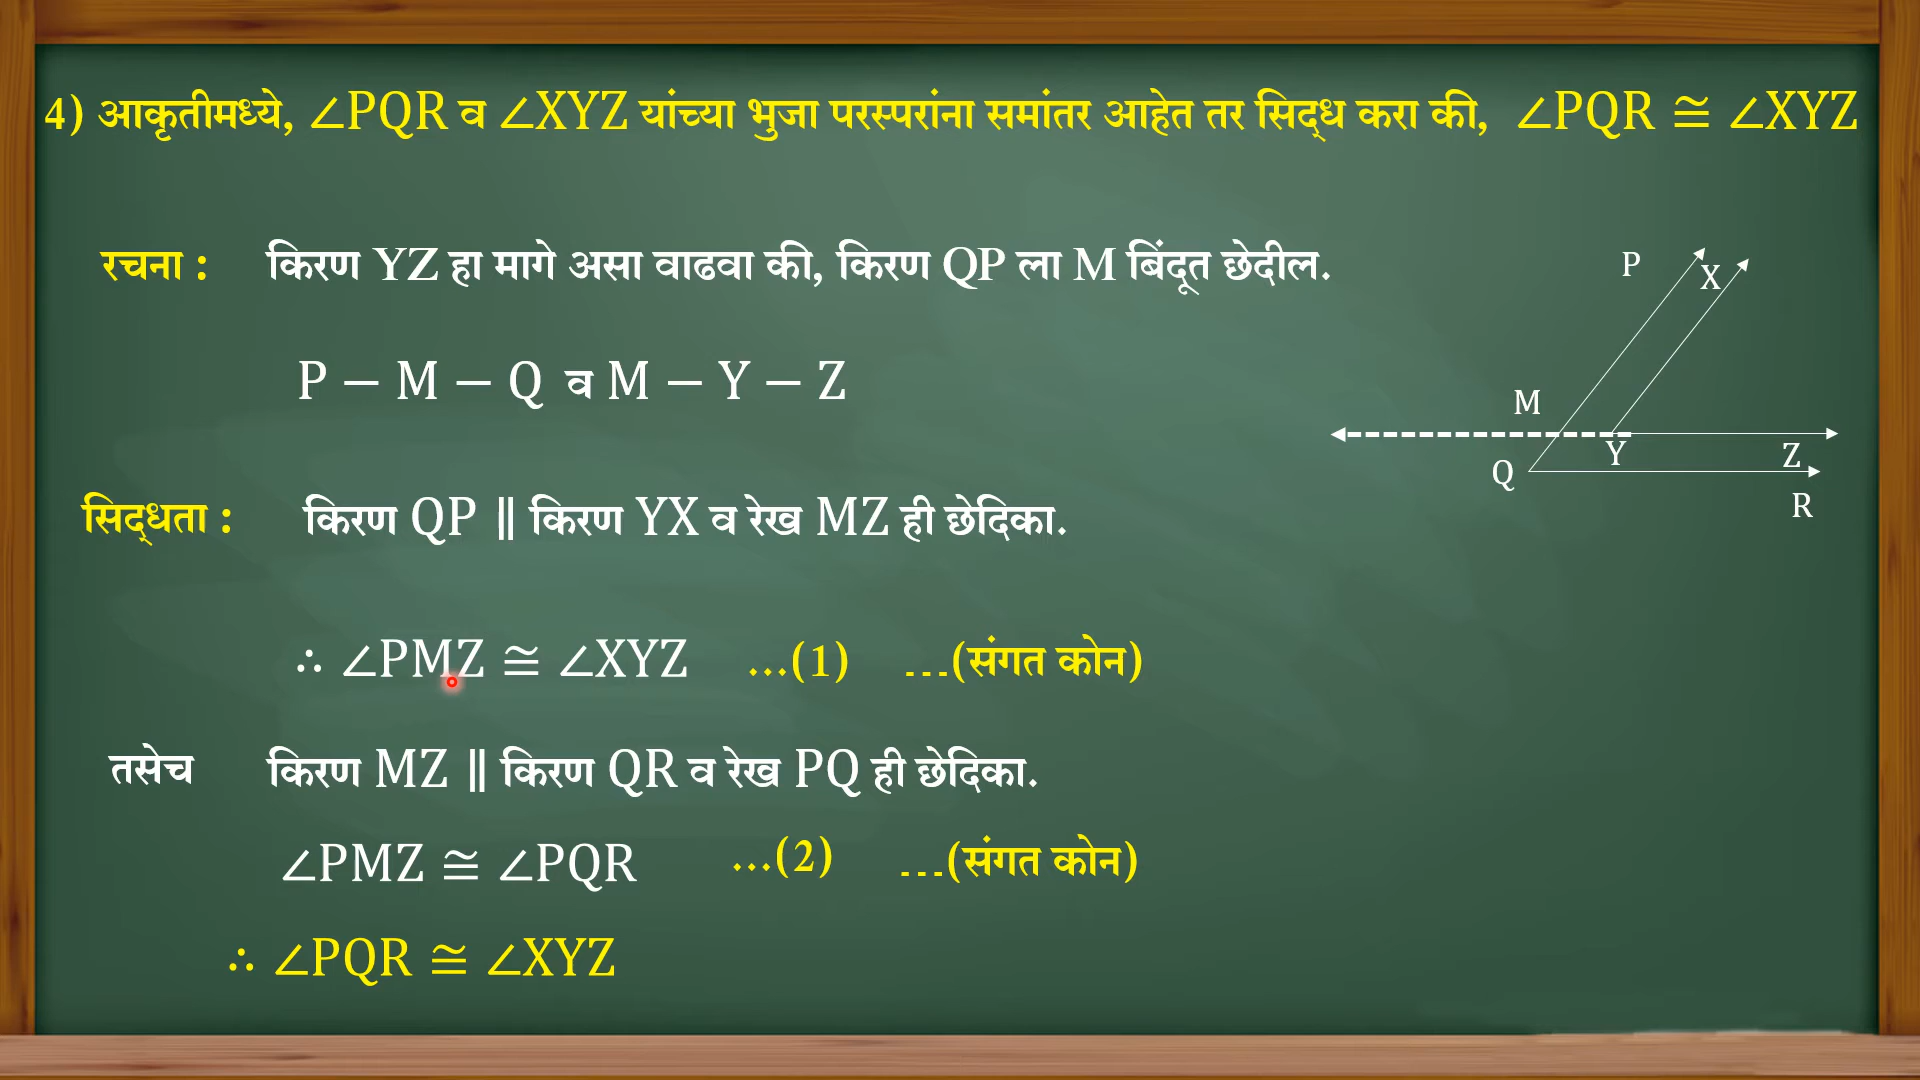 4) आकृतीमध्ये, ∠PQR व ∠XYZ यांच्या भुजा परस्परांना समांतर आहेत तर सिद्ध करा की, ∠PQR ≅ ∠XYZ
रचना : किरण YZ हा मागे असा वाढवा की, किरण QP ला M बिंदूत छेदील.
P − M − Q व M − Y − Z
सिद्धता : किरण QP ∥ किरण YX व रेख MZ ही छेदिका.
∴ ∠PMZ ≅ ∠XYZ ...(1) ---(संगत कोन)
तसेच किरण MZ ∥ किरण QR व रेख PQ ही छेदिका.
∠PMZ ≅ ∠PQR ...(2) ---(संगत कोन)
∴ ∠PQR ≅ ∠XYZ
P
X
M
Y
Z
Q
R